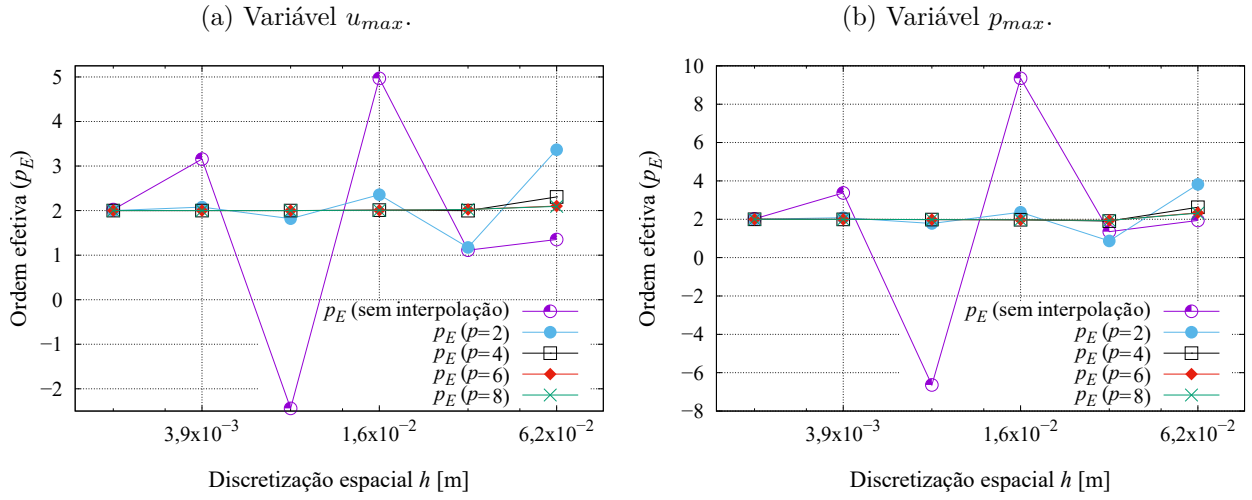 (a) Variável u_max.
Ordem efetiva (p_E)
5
4
3
2
1
0
−1
−2
p_E (sem interpolação)
p_E (p=2)
p_E (p=4)
p_E (p=6)
p_E (p=8)
3,9x10⁻³
1,6x10⁻²
6,2x10⁻²
Discretização espacial h [m]
(b) Variável p_max.
Ordem efetiva (p_E)
10
8
6
4
2
0
−2
−4
−6
−8
p_E (sem interpolação)
p_E (p=2)
p_E (p=4)
p_E (p=6)
p_E (p=8)
3,9x10⁻³
1,6x10⁻²
6,2x10⁻²
Discretização espacial h [m]